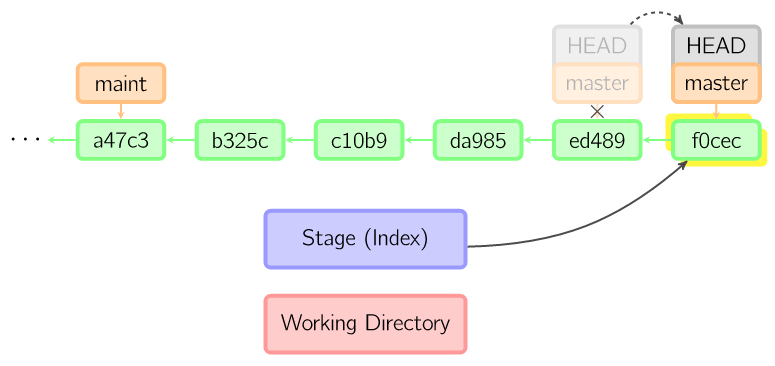 HEAD HEAD
maint master master
... a47c3 b325c c10b9 da985 ed489 f0cec
Stage (Index)
Working Directory